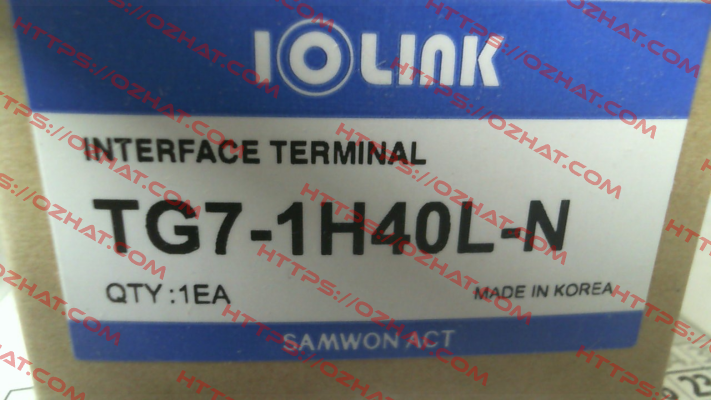 IOLINK
INTERFACE TERMINAL
TG7-1H40L-N
QTY :1EA
MADE IN KOREA
SAMWON ACT
HTTPS://OZHAT.COM